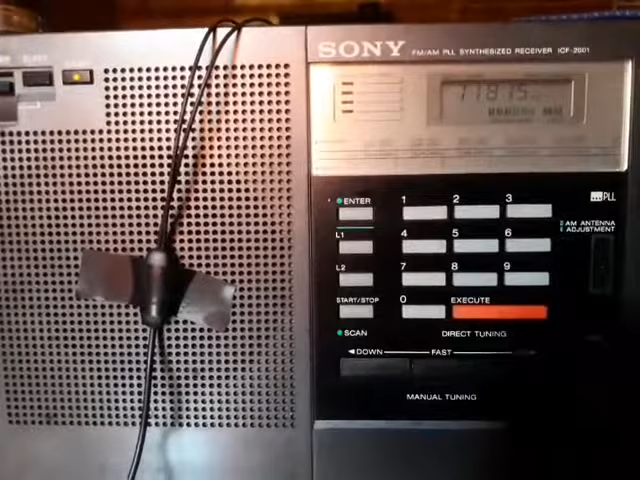 SONY FM/AM PLL SYNTHESIZED RECEIVER ICF-2001
11815
ENTER 1 2 3 PLL
AM ANTENNA
ADJUSTMENT
L1 4 5 6
L2 7 8 9
START/STOP 0 EXECUTE
SCAN DIRECT TUNING
DOWN FAST
MANUAL TUNING